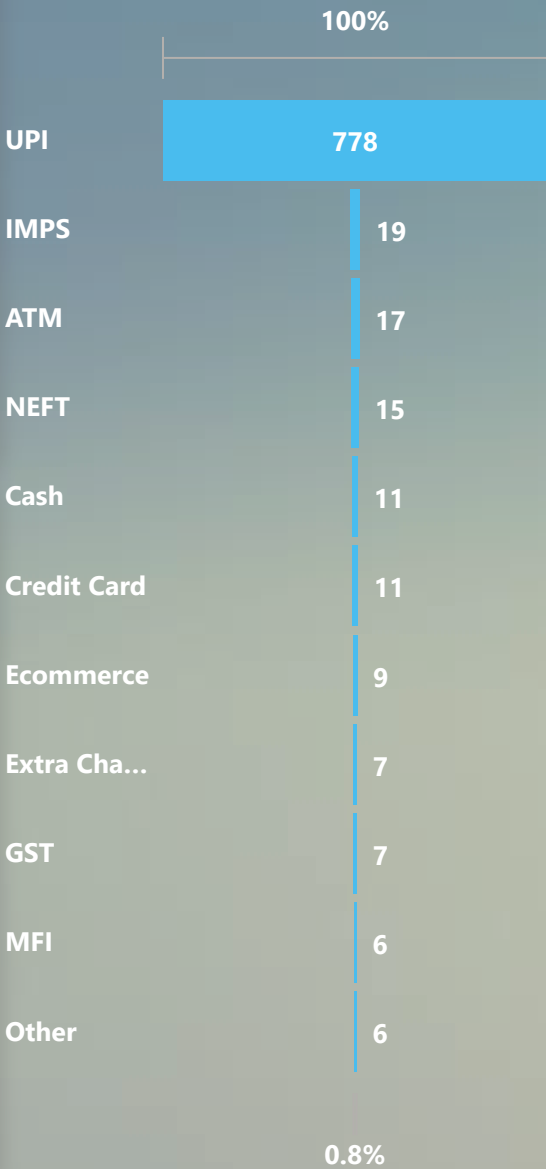 100%
UPI 778
IMPS 19
ATM 17
NEFT 15
Cash 11
Credit Card 11
Ecommerce 9
Extra Cha... 7
GST 7
MFI 6
Other 6
0.8%